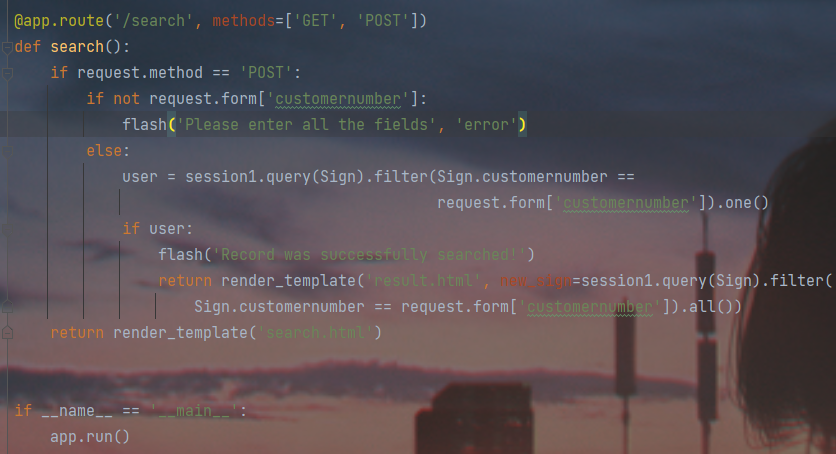 @app.route('/search', methods=['GET', 'POST'])
def search():
    if request.method == 'POST':
        if not request.form['customernumber']:
            flash('Please enter all the fields', 'error')
        else:
            user = session1.query(Sign).filter(Sign.customernumber ==
                                               request.form['customernumber']).one()
            if user:
                flash('Record was successfully searched!')
                return render_template('result.html', new_sign=session1.query(Sign).filter(
                    Sign.customernumber == request.form['customernumber']).all())
    return render_template('search.html')
if __name__ == '__main__':
    app.run()